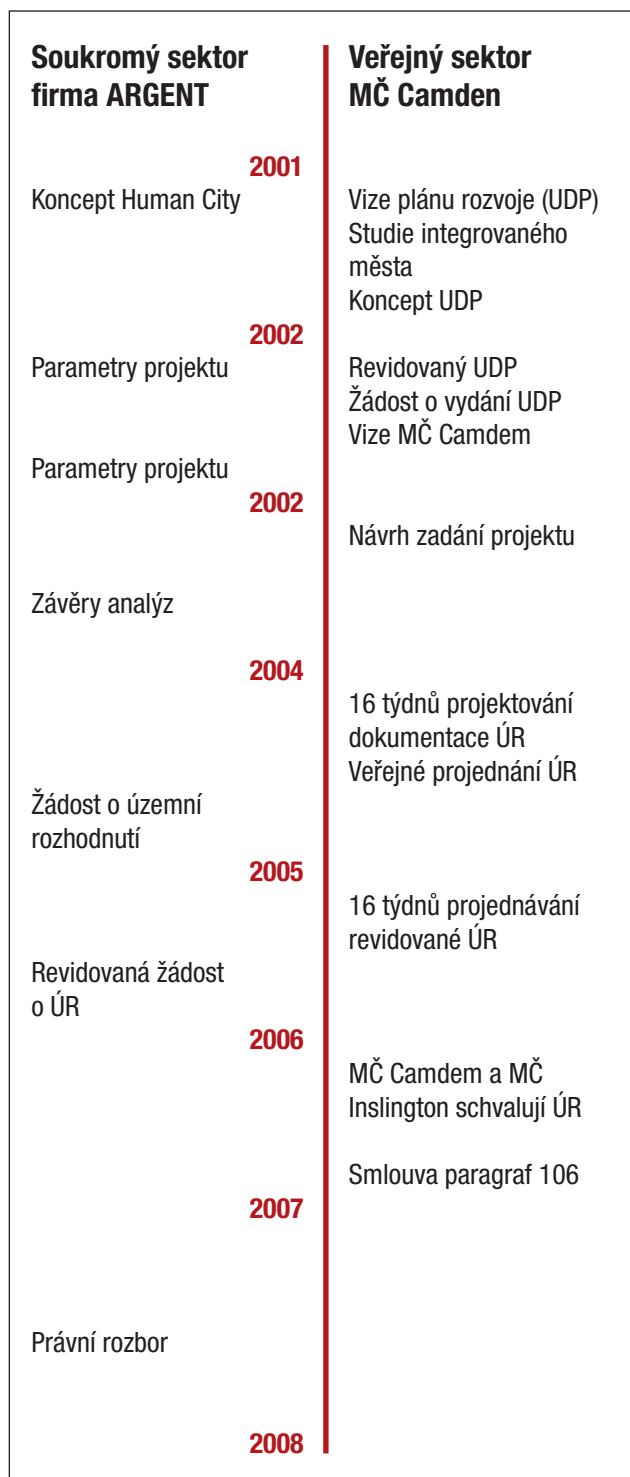 Soukromý sektor
firma ARGENT
Veřejný sektor
MČ Camden
2001
Koncept Human City
Vize plánu rozvoje (UDP)
Studie integrovaného
města
Koncept UDP
2002
Parametry projektu
Revidovaný UDP
Žádost o vydání UDP
Vize MČ Camdem
Parametry projektu
2002
Návrh zadání projektu
Závěry analýz
2004
16 týdnů projektování
dokumentace ÚR
Veřejné projednání ÚR
Žádost o územní
rozhodnutí
2005
16 týdnů projednávání
revidované ÚR
Revidovaná žádost
o ÚR
2006
MČ Camdem a MČ
Inslington schvalují ÚR
Smlouva paragraf 106
2007
Právní rozbor
2008